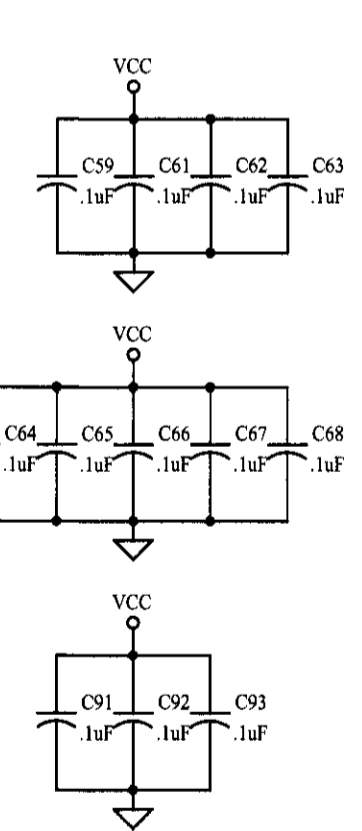 VCC
C59 C61 C62 C63
.1uF .1uF .1uF .1uF
VCC
C64 C65 C66 C67 C68
.1uF .1uF .1uF .1uF .1uF
VCC
C91 C92 C93
.1uF .1uF .1uF